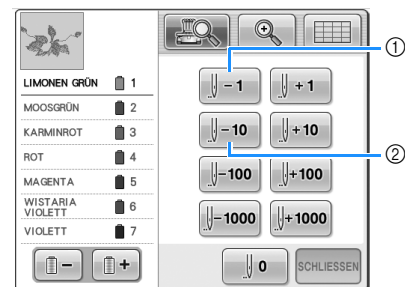 LIMONEN GRÜN 1
MOOSGRÜN 2
KARMINROT 3
ROT 4
MAGENTA 5
WISTARIA
VIOLETT 6
VIOLETT 7
−1 +1
−10 +10
−100 +100
−1000 +1000
0 SCHLIESSEN
− +
①
②